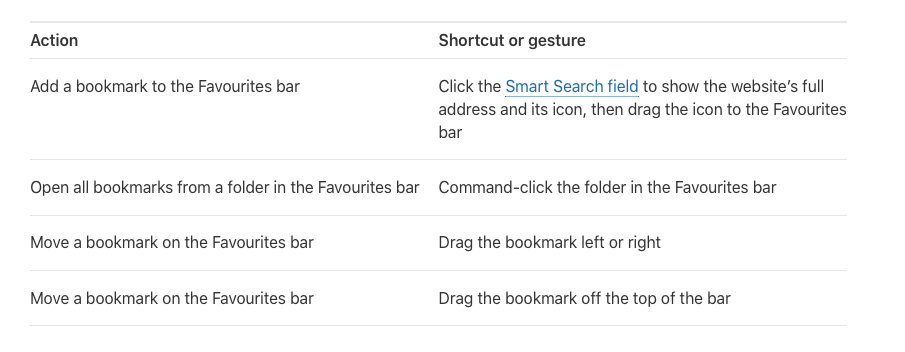 Action Shortcut or gesture
Add a bookmark to the Favourites bar Click the Smart Search field to show the website’s full
address and its icon, then drag the icon to the Favourites
bar
Open all bookmarks from a folder in the Favourites bar Command-click the folder in the Favourites bar
Move a bookmark on the Favourites bar Drag the bookmark left or right
Move a bookmark on the Favourites bar Drag the bookmark off the top of the bar